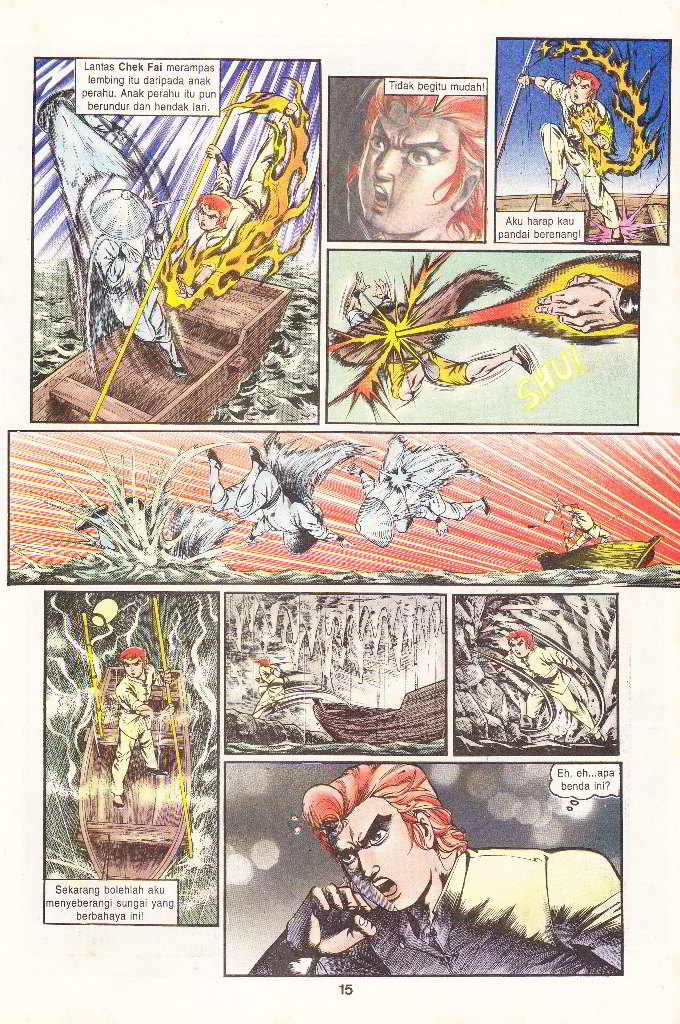 Lantas Chek Fai merampas
lembing itu daripada anak
perahu. Anak perahu itu pun
berundur dan hendak lari.
Tidak begitu mudah!
Aku harap kau
pandai berenang!
SHUI
Sekarang bolehlah aku
menyeberangi sungai yang
berbahaya ini!
Eh, eh...apa
benda ini?
15